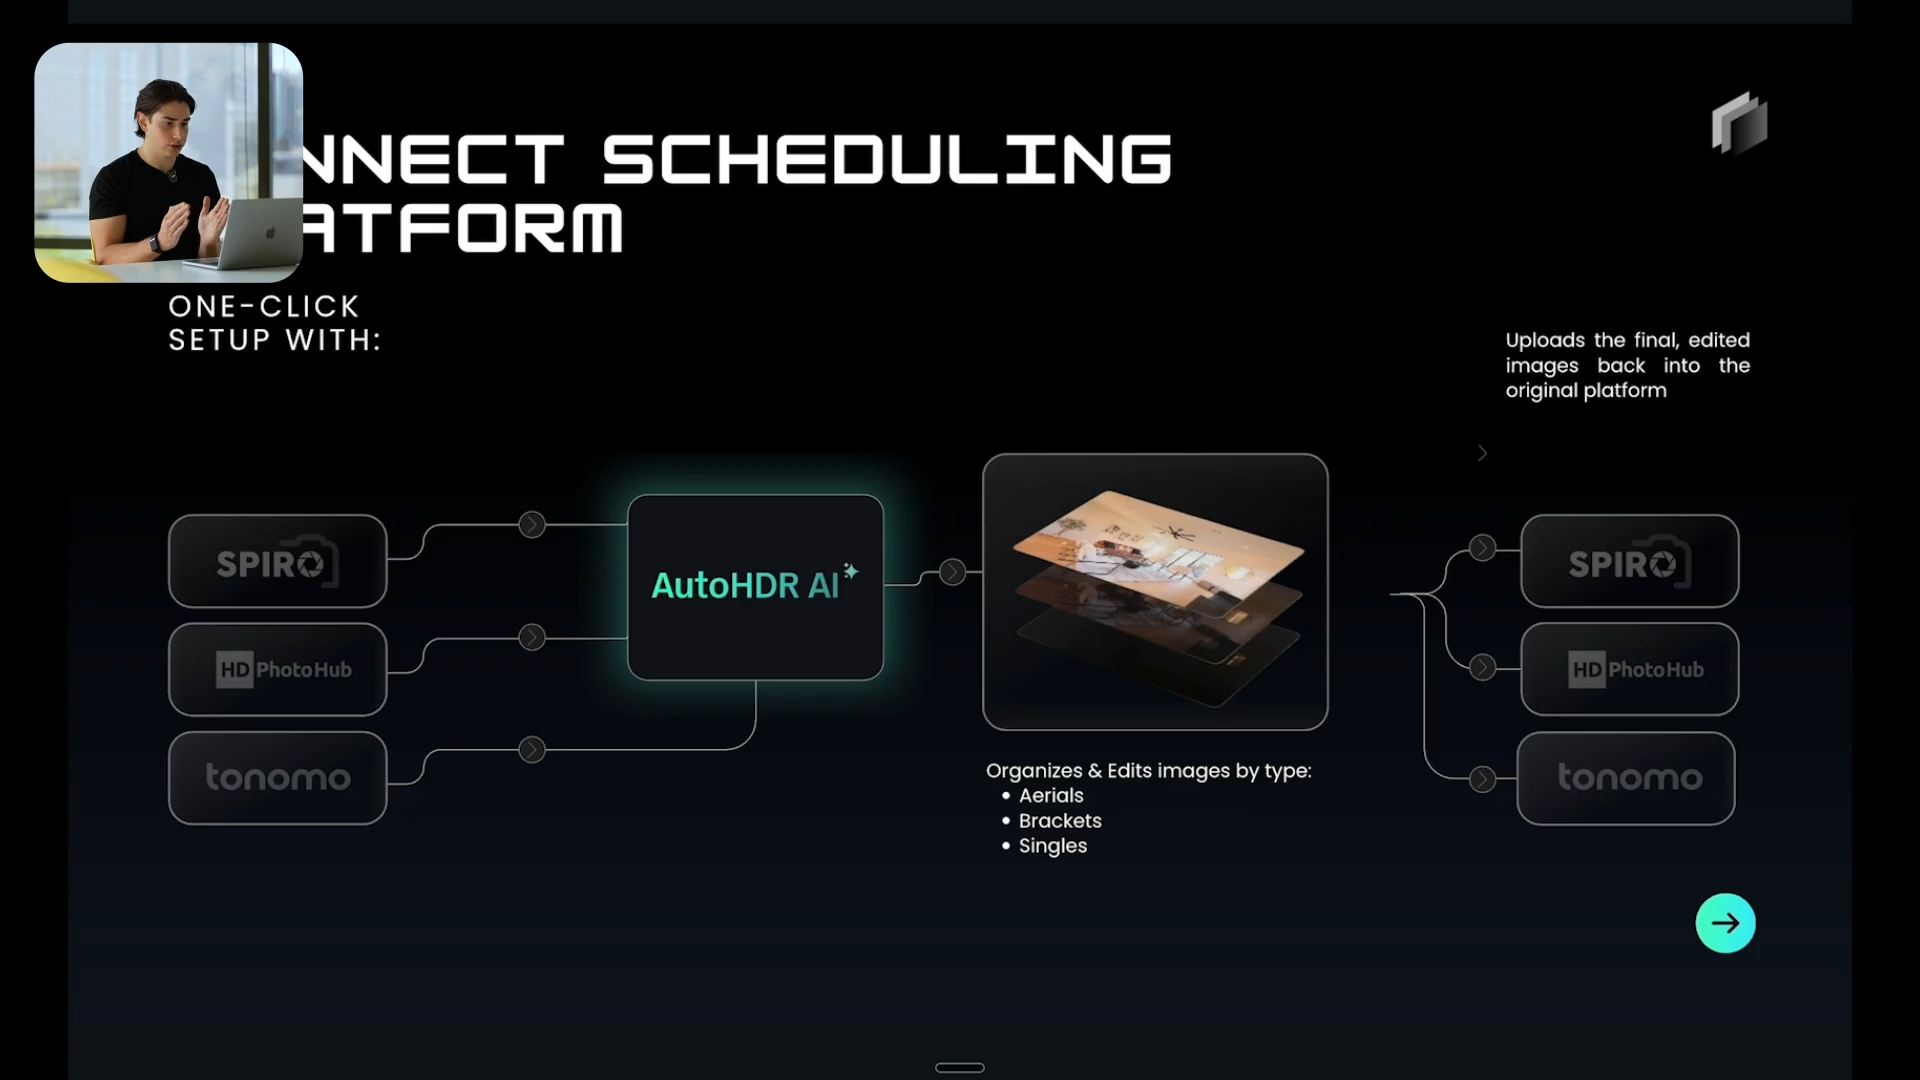 NNECT SCHEDULING
ATFORM
ONE-CLICK
SETUP WITH:
Uploads the final, edited
images back into the
original platform
SPIRO
HD PhotoHub
tonomo
AutoHDR AI
Organizes & Edits images by type:
• Aerials
• Brackets
• Singles
SPIRO
HD PhotoHub
tonomo